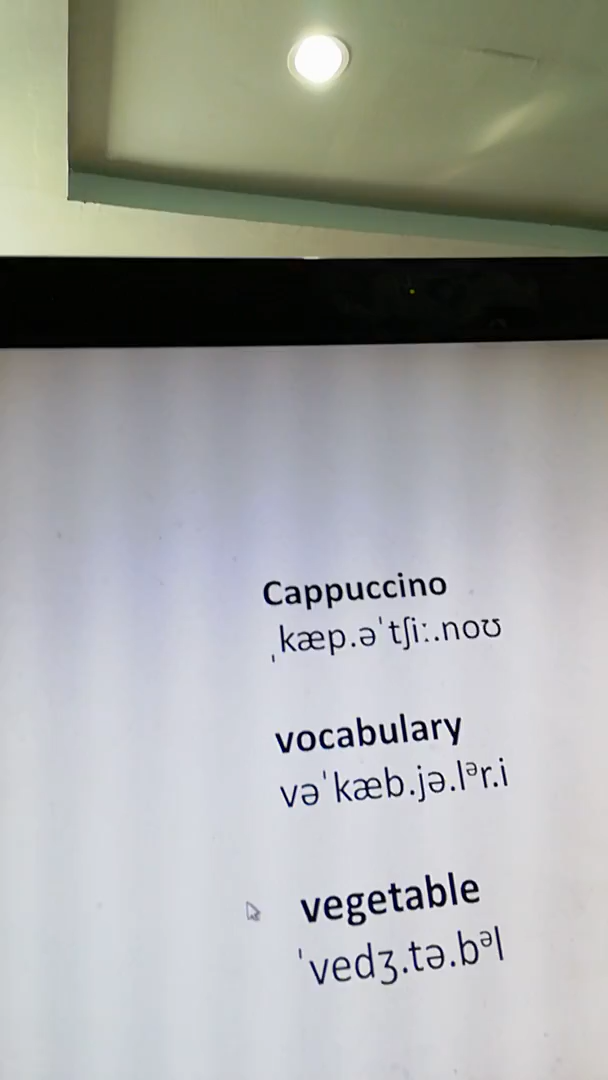 Cappuccino
ˌkæp.əˈtʃiː.noʊ
vocabulary
vəˈkæb.jə.lᵊr.i
vegetable
ˈvedʒ.tə.bᵊl